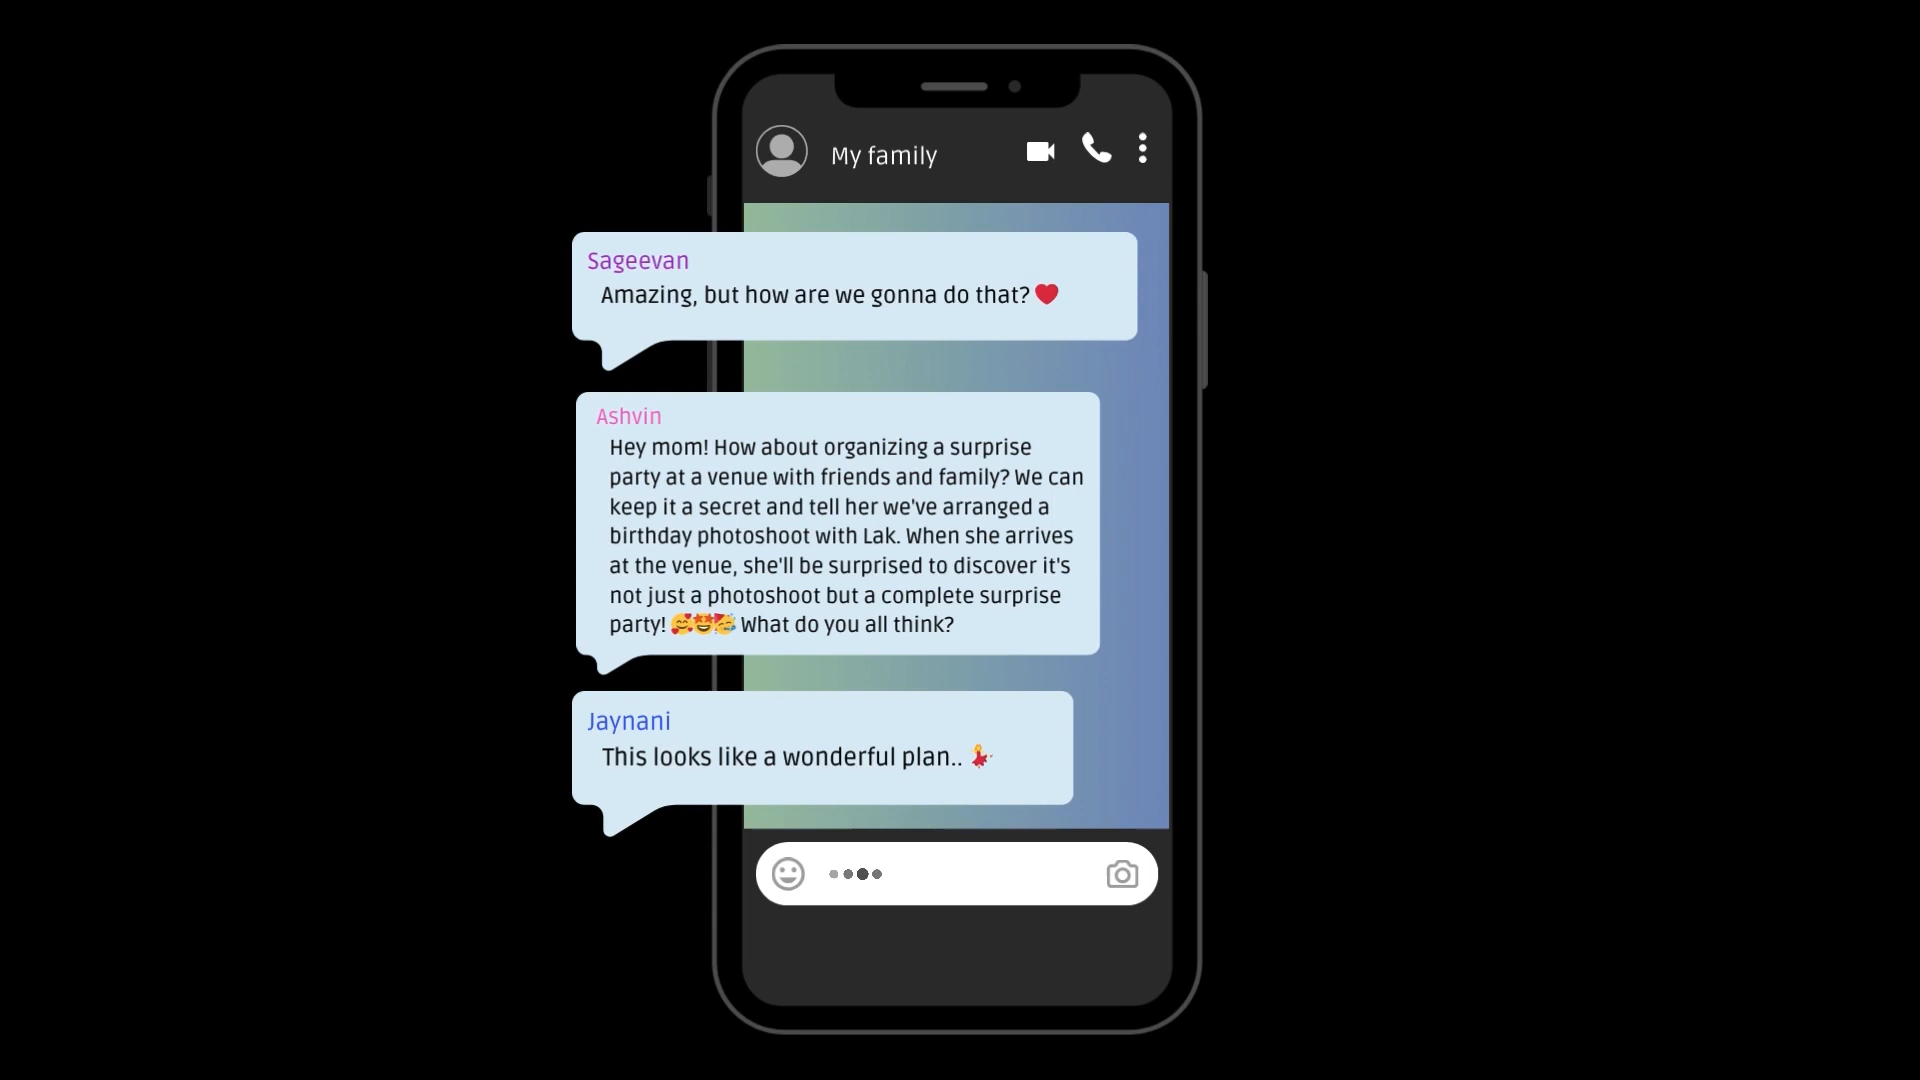 My family
Sageevan
Amazing, but how are we gonna do that? ❤️
Ashvin
Hey mom! How about organizing a surprise
party at a venue with friends and family? We can
keep it a secret and tell her we've arranged a
birthday photoshoot with Lak. When she arrives
at the venue, she'll be surprised to discover it's
not just a photoshoot but a complete surprise
party! 🥰🤩🥳 What do you all think?
Jaynani
This looks like a wonderful plan.. 💃